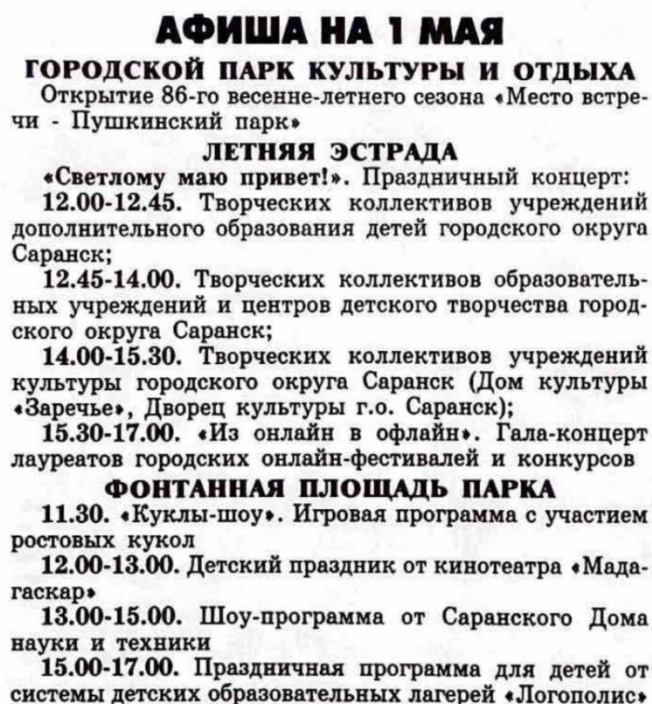 АФИША НА 1 МАЯ
ГОРОДСКОЙ ПАРК КУЛЬТУРЫ И ОТДЫХА
Открытие 86-го весенне-летнего сезона «Место встре-
чи - Пушкинский парк»
ЛЕТНЯЯ ЭСТРАДА
«Светлому маю привет!». Праздничный концерт:
12.00-12.45. Творческих коллективов учреждений
дополнительного образования детей городского округа
Саранск;
12.45-14.00. Творческих коллективов образователь-
ных учреждений и центров детского творчества город-
ского округа Саранск;
14.00-15.30. Творческих коллективов учреждений
культуры городского округа Саранск (Дом культуры
«Заречье», Дворец культуры г.о. Саранск);
15.30-17.00. «Из онлайн в офлайн». Гала-концерт
лауреатов городских онлайн-фестивалей и конкурсов
ФОНТАННАЯ ПЛОЩАДЬ ПАРКА
11.30. «Куклы-шоу». Игровая программа с участием
ростовых кукол
12.00-13.00. Детский праздник от кинотеатра «Мада-
гаскар»
13.00-15.00. Шоу-программа от Саранского Дома
науки и техники
15.00-17.00. Праздничная программа для детей от
системы детских образовательных лагерей «Логополис»